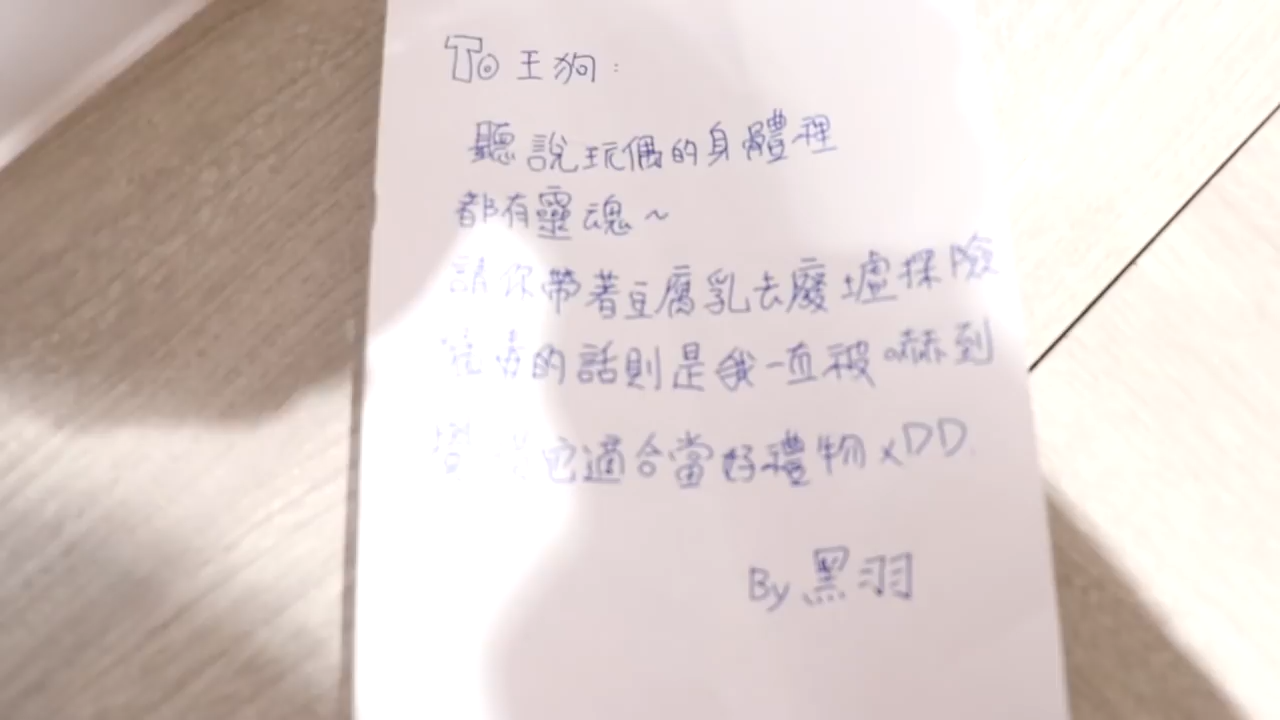 To 王狗:
聽說玩偶的身體裡
都有靈魂~
請你帶著豆腐乳去廢墟探險
的話則是我一直被嚇到
它適合當好禮物 xDD
By 黑羽